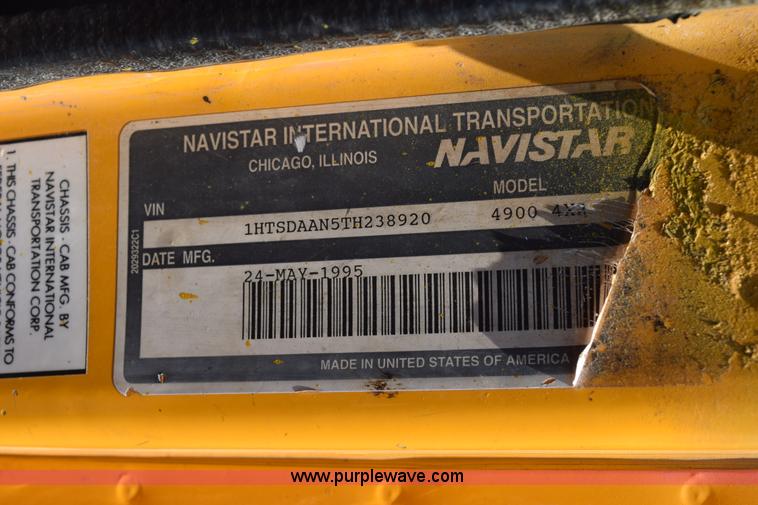 NAVISTAR INTERNATIONAL TRANSPORTATION
CHICAGO, ILLINOIS
NAVISTAR
VIN
MODEL
1HTSDAAN5TH238920
4900 4X2
DATE MFG.
24-MAY-1995
MADE IN UNITED STATES OF AMERICA
2029322C1
CHASSIS - CAB MFG. BY
NAVISTAR INTERNATIONAL
TRANSPORTATION CORP.
1 THIS CHASSIS - CAB CONFORMS TO
www.purplewave.com